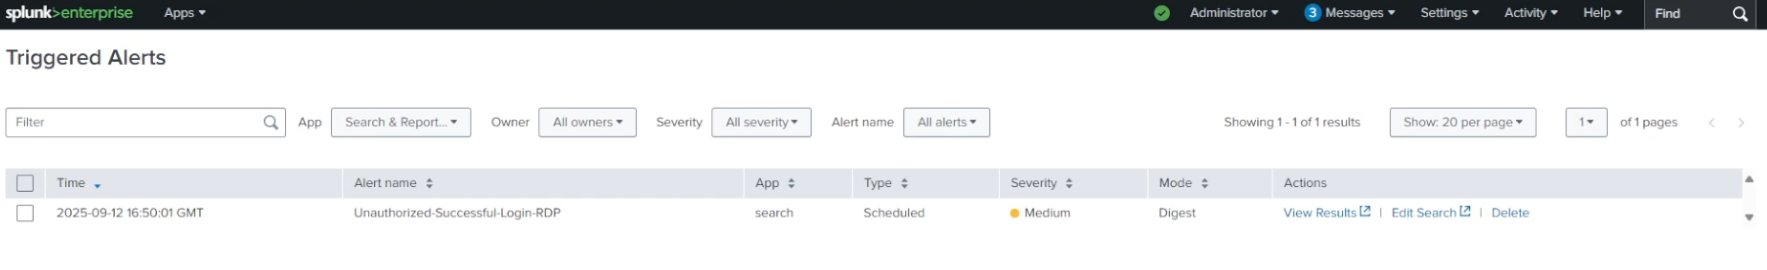 splunk>enterprise Apps Administrator 3 Messages Settings Activity Help Find
Triggered Alerts
Filter App Search & Report... Owner All owners Severity All severity Alert name All alerts Showing 1 - 1 of 1 results Show: 20 per page 1 of 1 pages
Time Alert name App Type Severity Mode Actions
2025-09-12 16:50:01 GMT Unauthorized-Successful-Login-RDP search Scheduled Medium Digest View Results | Edit Search | Delete